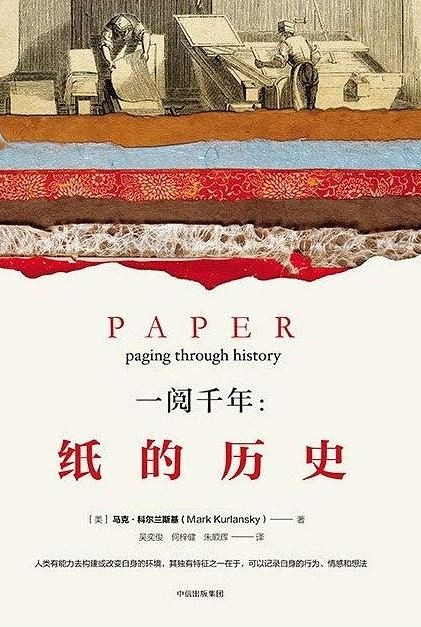 PAPER
paging through history
一阅千年：
纸的历史
［美］马克·科尔兰斯基（Mark Kurlansky）——著
吴奕俊 何梓健 朱顺辉——译
人类有能力去构建或改变自身的环境，其独有特征之一在于，可以记录自身的行为、情感和想法
中信出版集团